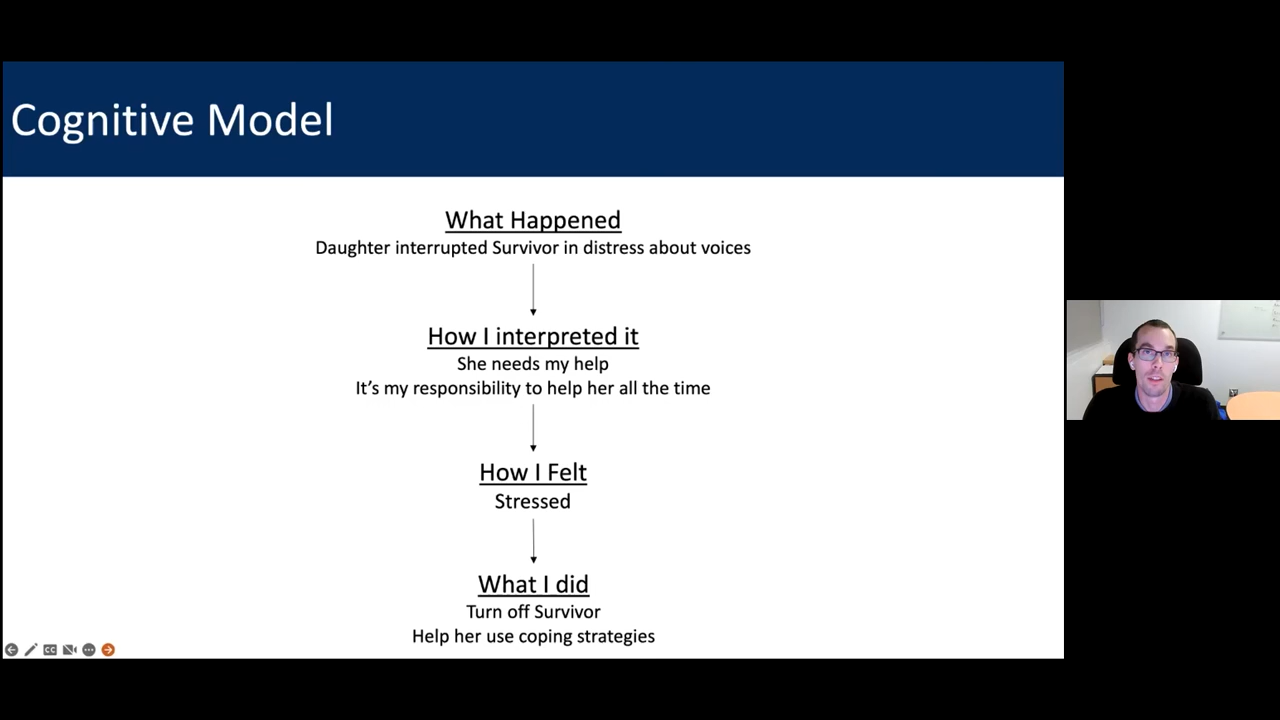 Cognitive Model
What Happened
Daughter interrupted Survivor in distress about voices
How I interpreted it
She needs my help
It's my responsibility to help her all the time
How I Felt
Stressed
What I did
Turn off Survivor
Help her use coping strategies
CC